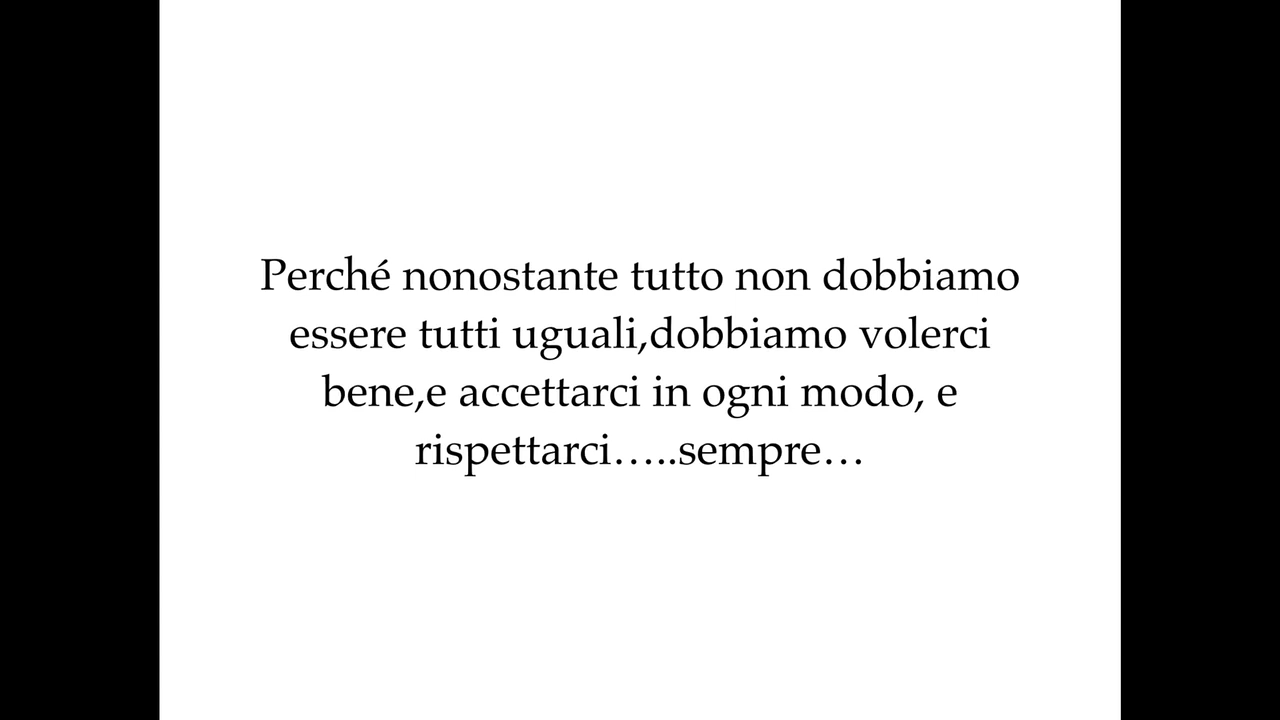 Perché nonostante tutto non dobbiamo
essere tutti uguali,dobbiamo volerci
bene,e accettarci in ogni modo, e
rispettarci…..sempre…